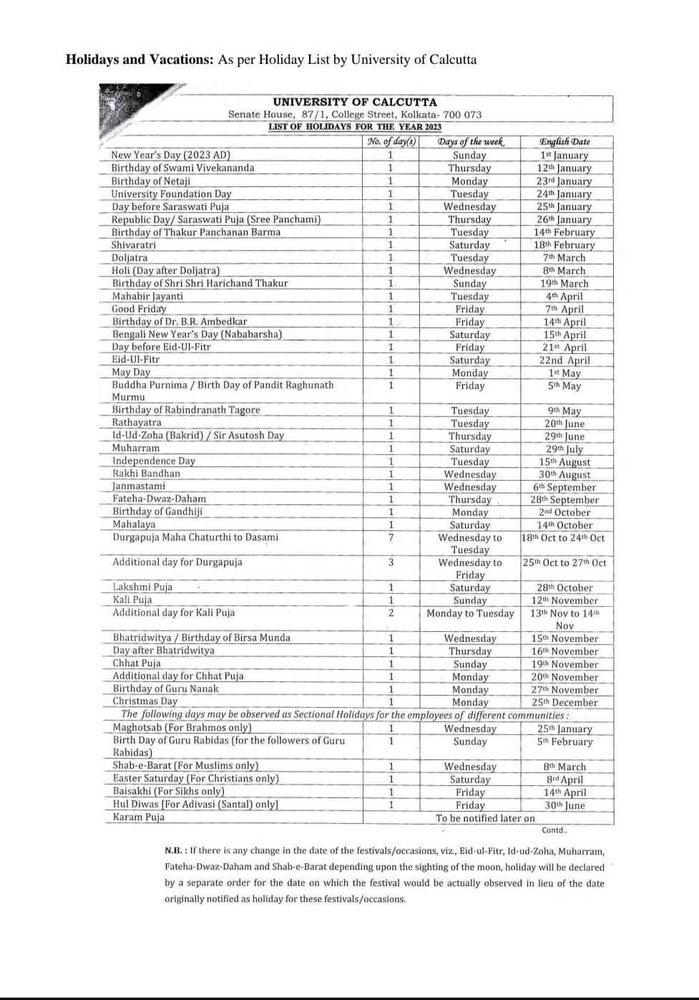 Holidays and Vacations: As per Holiday List by University of Calcutta
UNIVERSITY OF CALCUTTA
Senate House, 87/1, College Street, Kolkata- 700 073
LIST OF HOLIDAYS FOR THE YEAR 2023
No. of day(s) Days of the week English Date
New Year's Day (2023 AD) 1 Sunday 1st January
Birthday of Swami Vivekananda 1 Thursday 12th January
Birthday of Netaji 1 Monday 23rd January
University Foundation Day 1 Tuesday 24th January
Day before Saraswati Puja 1 Wednesday 25th January
Republic Day/ Saraswati Puja (Sree Panchami) 1 Thursday 26th January
Birthday of Thakur Panchanan Barma 1 Tuesday 14th February
Shivaratri 1 Saturday 18th February
Doljatra 1 Tuesday 7th March
Holi (Day after Doljatra) 1 Wednesday 8th March
Birthday of Shri Shri Harichand Thakur 1 Sunday 19th March
Mahabir Jayanti 1 Tuesday 4th April
Good Friday 1 Friday 7th April
Birthday of Dr. B.R. Ambedkar 1 Friday 14th April
Bengali New Year's Day (Nababarsha) 1 Saturday 15th April
Day before Eid-Ul-Fitr 1 Friday 21st April
Eid-Ul-Fitr 1 Saturday 22nd April
May Day 1 Monday 1st May
Buddha Purnima / Birth Day of Pandit Raghunath 1 Friday 5th May
Murmu
Birthday of Rabindranath Tagore 1 Tuesday 9th May
Rathayatra 1 Tuesday 20th June
Id-Ud-Zoha (Bakrid) / Sir Asutosh Day 1 Thursday 29th June
Muharram 1 Saturday 29th July
Independence Day 1 Tuesday 15th August
Rakhi Bandhan 1 Wednesday 30th August
Janmastami 1 Wednesday 6th September
Fateha-Dwaz-Daham 1 Thursday 28th September
Birthday of Gandhiji 1 Monday 2nd October
Mahalaya 1 Saturday 14th October
Durgapuja Maha Chaturthi to Dasami 7 Wednesday to 18th Oct to 24th Oct
Tuesday
Additional day for Durgapuja 3 Wednesday to 25th Oct to 27th Oct
Friday
Lakshmi Puja 1 Saturday 28th October
Kali Puja 1 Sunday 12th November
Additional day for Kali Puja 2 Monday to Tuesday 13th Nov to 14th
Nov
Bhatridwitya / Birthday of Birsa Munda 1 Wednesday 15th November
Day after Bhatridwitya 1 Thursday 16th November
Chhat Puja 1 Sunday 19th November
Additional day for Chhat Puja 1 Monday 20th November
Birthday of Guru Nanak 1 Monday 27th November
Christmas Day 1 Monday 25th December
The following days may be observed as Sectional Holidays for the employees of different communities :
Maghotsab (For Brahmos only) 1 Wednesday 25th January
Birth Day of Guru Rabidas (for the followers of Guru 1 Sunday 5th February
Rabidas)
Shab-e-Barat (For Muslims only) 1 Wednesday 8th March
Easter Saturday (For Christians only) 1 Saturday 8rd April
Baisakhi (For Sikhs only) 1 Friday 14th April
Hul Diwas [For Adivasi (Santal) only] 1 Friday 30th June
Karam Puja To be notified later on
Contd..
N.B. : If there is any change in the date of the festivals/occasions, viz., Eid-ul-Fitr, Id-ud-Zoha, Muharram,
Fateha-Dwaz-Daham and Shab-e-Barat depending upon the sighting of the moon, holiday will be declared
by a separate order for the date on which the festival would be actually observed in lieu of the date
originally notified as holiday for these festivals/occasions.